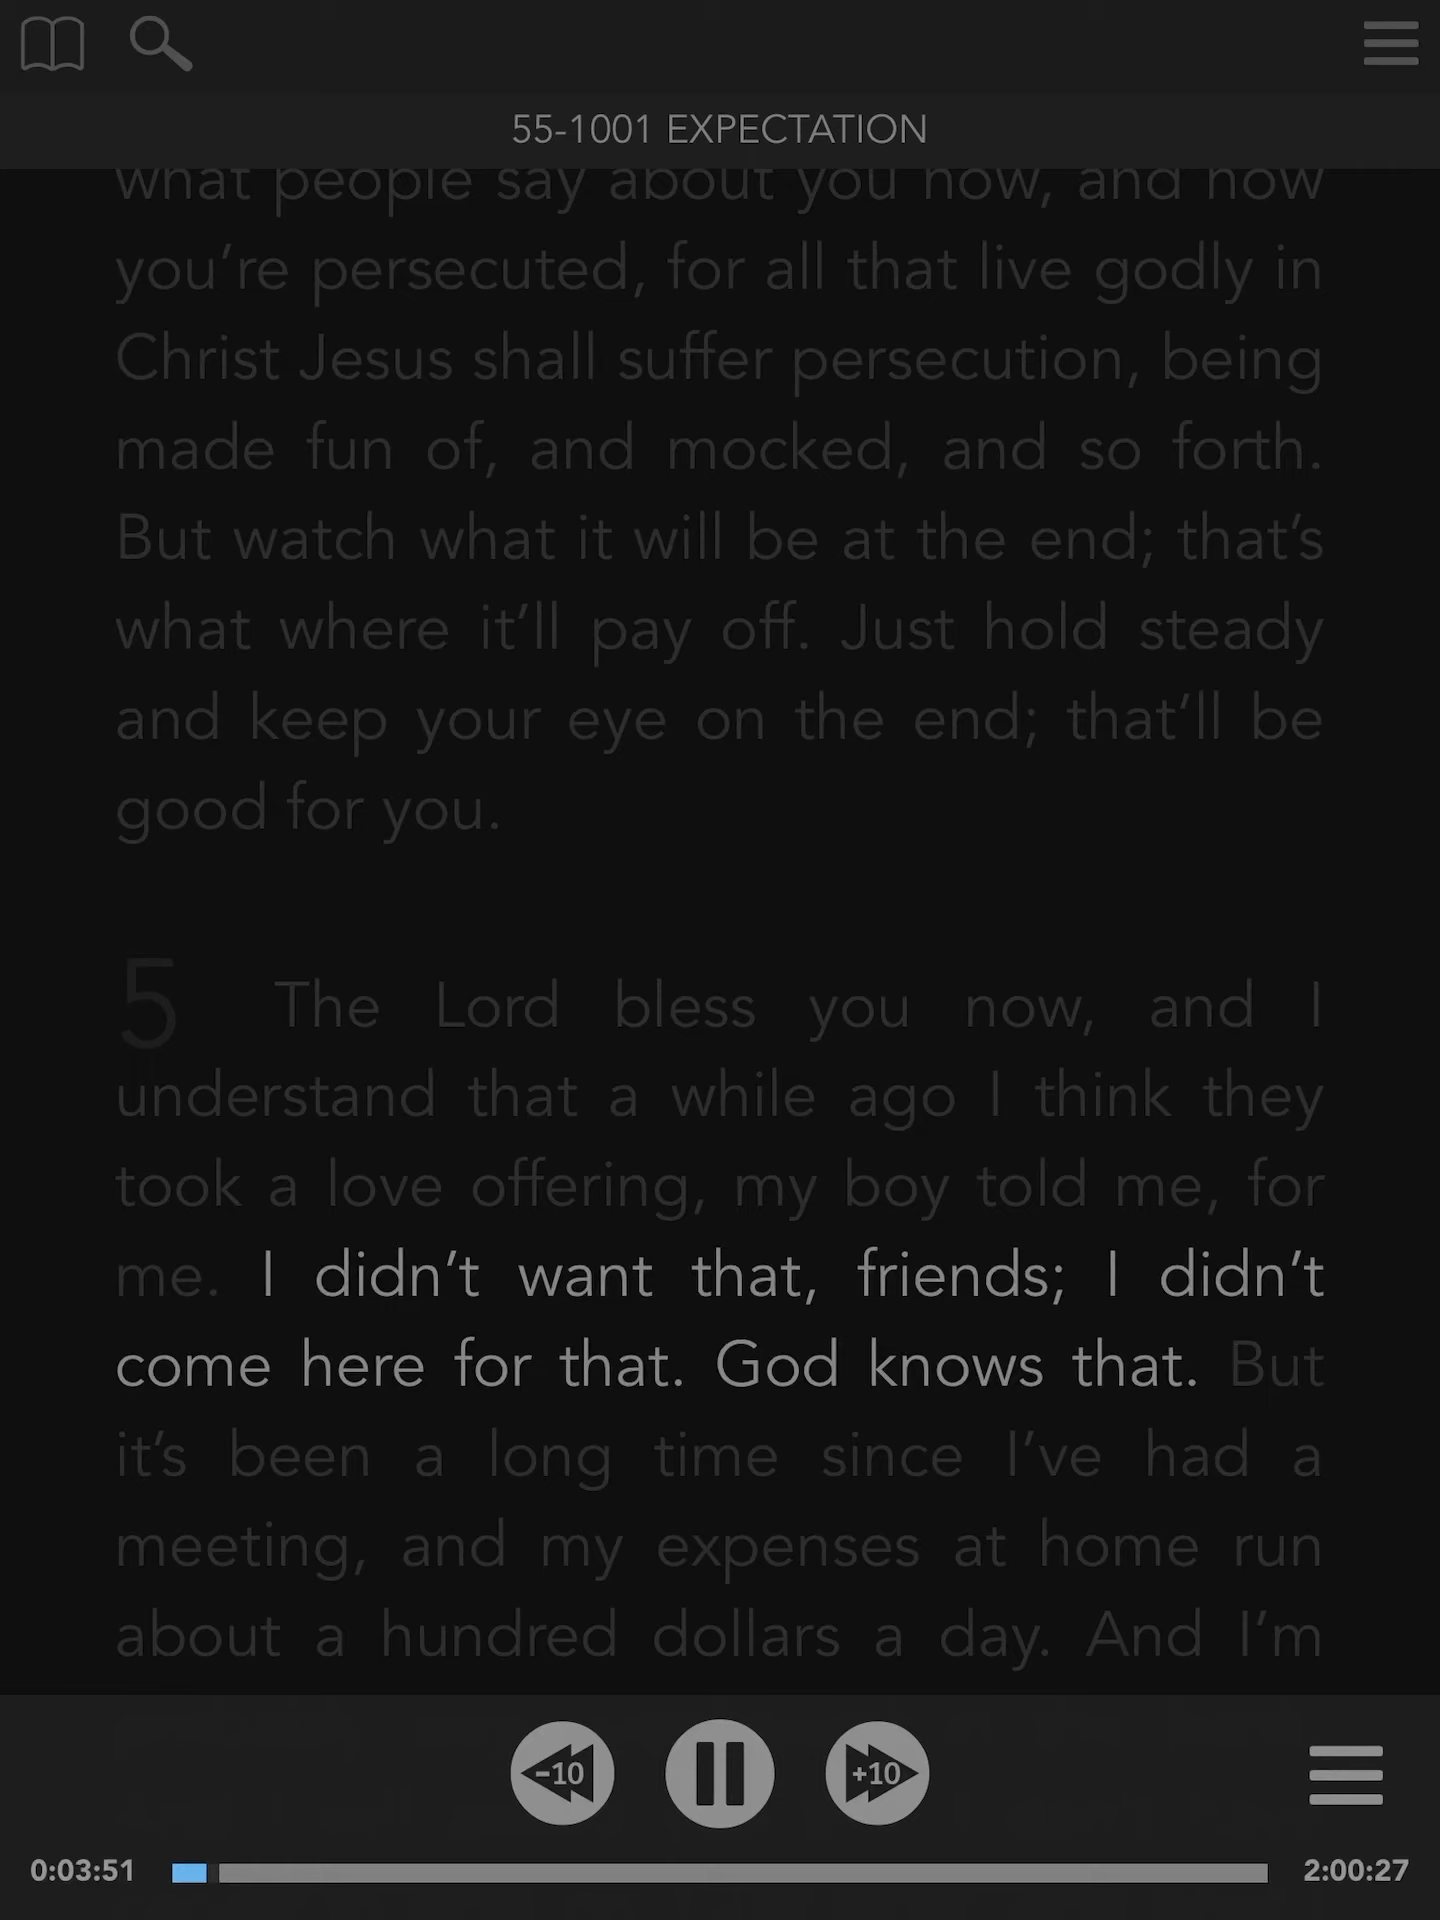 55-1001 EXPECTATION
what people say about you now, and how
you’re persecuted, for all that live godly in
Christ Jesus shall suffer persecution, being
made fun of, and mocked, and so forth.
But watch what it will be at the end; that’s
what where it’ll pay off. Just hold steady
and keep your eye on the end; that’ll be
good for you.
5 The Lord bless you now, and I
understand that a while ago I think they
took a love offering, my boy told me, for
me. I didn’t want that, friends; I didn’t
come here for that. God knows that. But
it’s been a long time since I’ve had a
meeting, and my expenses at home run
about a hundred dollars a day. And I’m
-10 +10
0:03:51 2:00:27